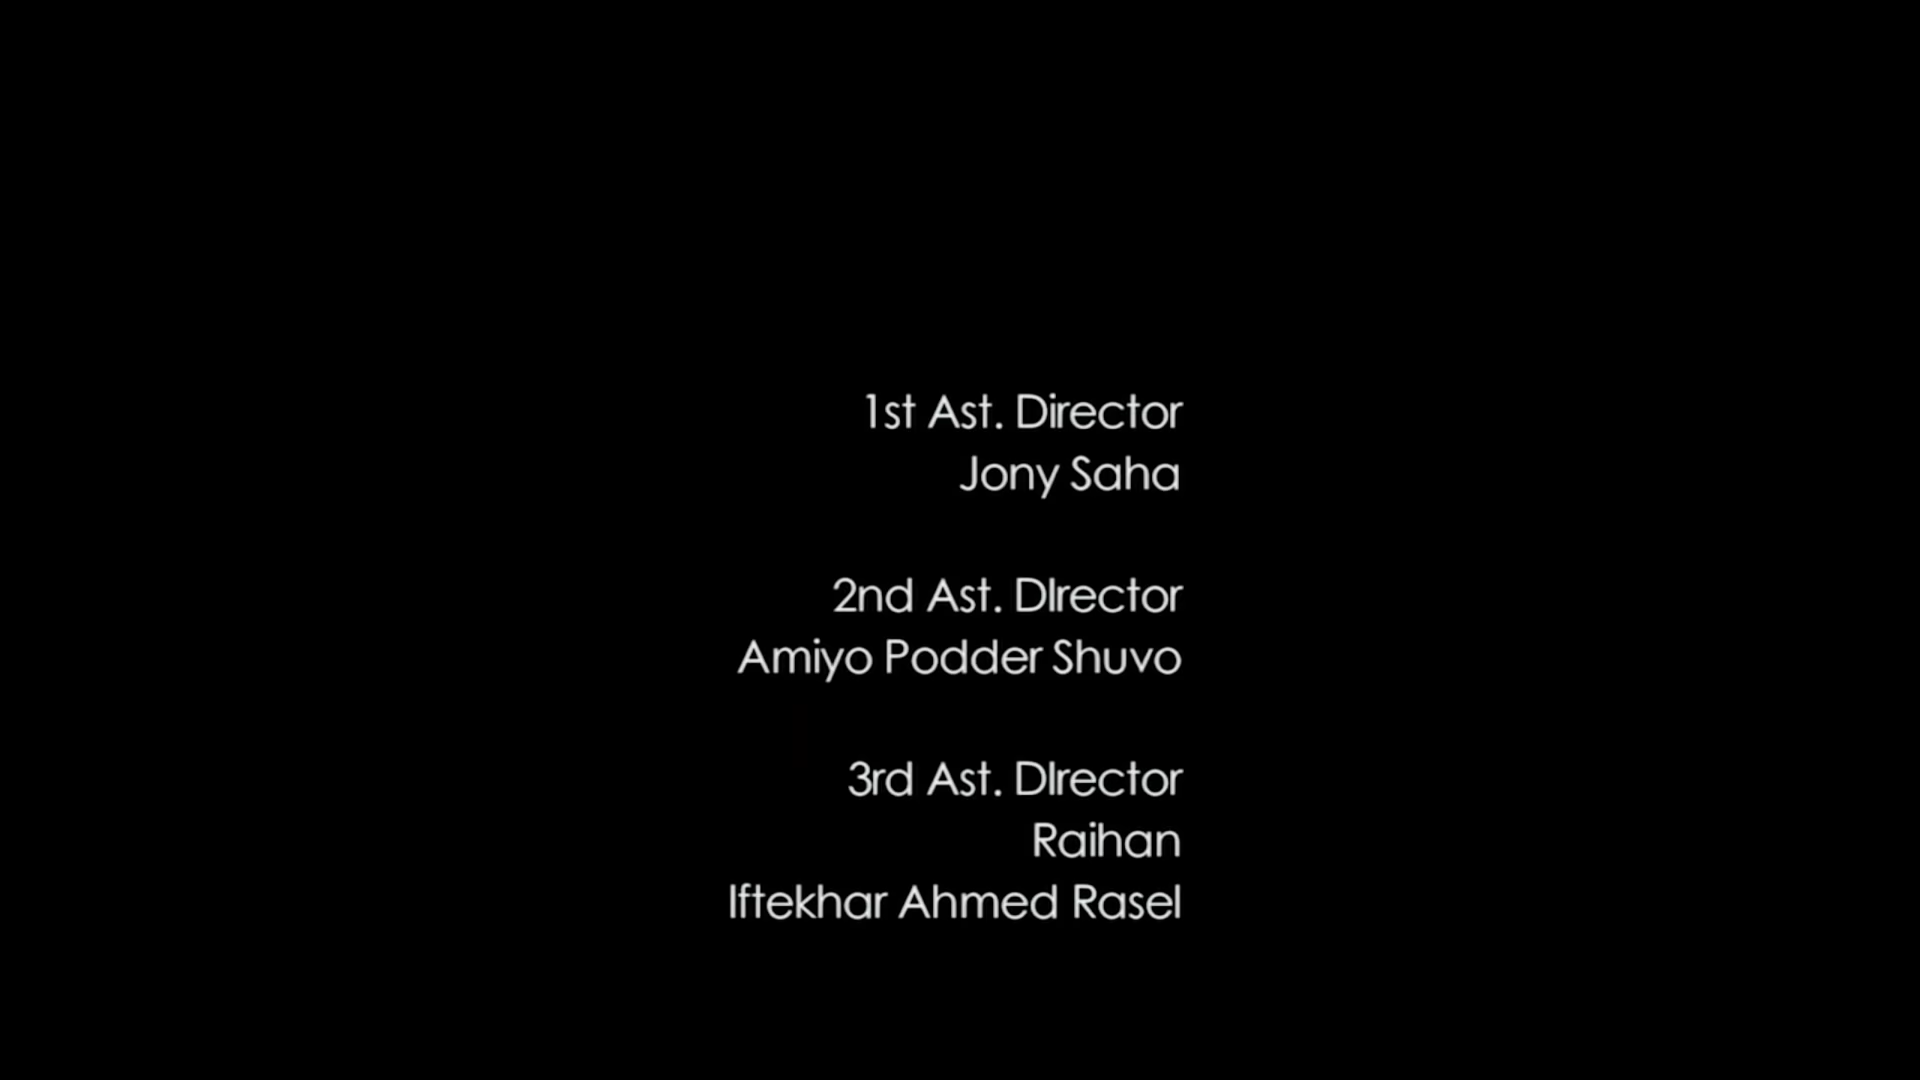 1st Ast. Director
Jony Saha
2nd Ast. DIrector
Amiyo Podder Shuvo
3rd Ast. DIrector
Raihan
Iftekhar Ahmed Rasel